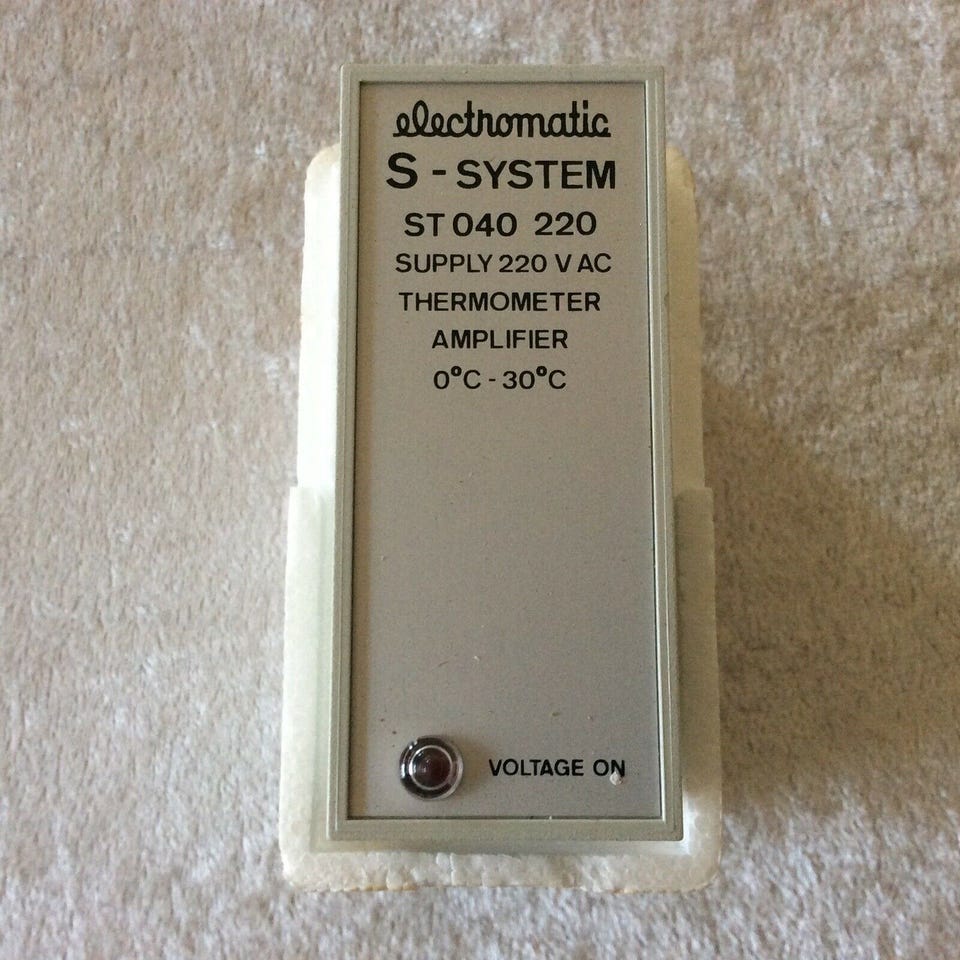 electromatic
S - SYSTEM
ST 040 220
SUPPLY 220 V AC
THERMOMETER
AMPLIFIER
0°C - 30°C
VOLTAGE ON